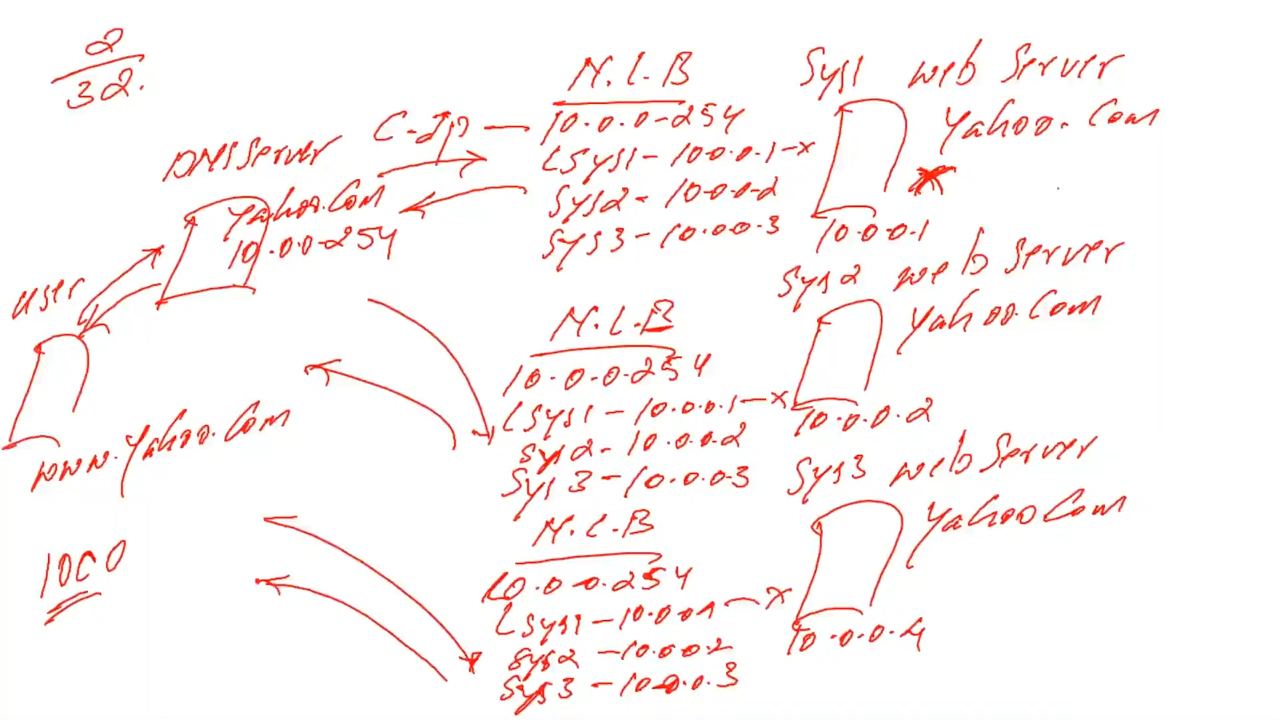 2
32.
N.L.B
C-IP — 10.0.0.254
LSys1 - 10.0.0.1 - x
Sys2 - 10.0.0.2
Sys3 - 10.0.0.3
Sys1 web Server
Yahoo.Com
10.0.0.1
DNS Server
Yahoo.Com
10.0.0.254
User
www.Yahoo.Com
N.L.B
10.0.0.254
LSys1 - 10.0.0.1 - x
Sys2 - 10.0.0.2
Sys3 - 10.0.0.3
Sys2 web Server
Yahoo.Com
10.0.0.2
N.L.B
10.0.0.254
LSys1 - 10.0.0.1 - x
Sys2 - 10.0.0.2
Sys3 - 10.0.0.3
Sys3 web Server
Yahoo Com
10.0.0.4